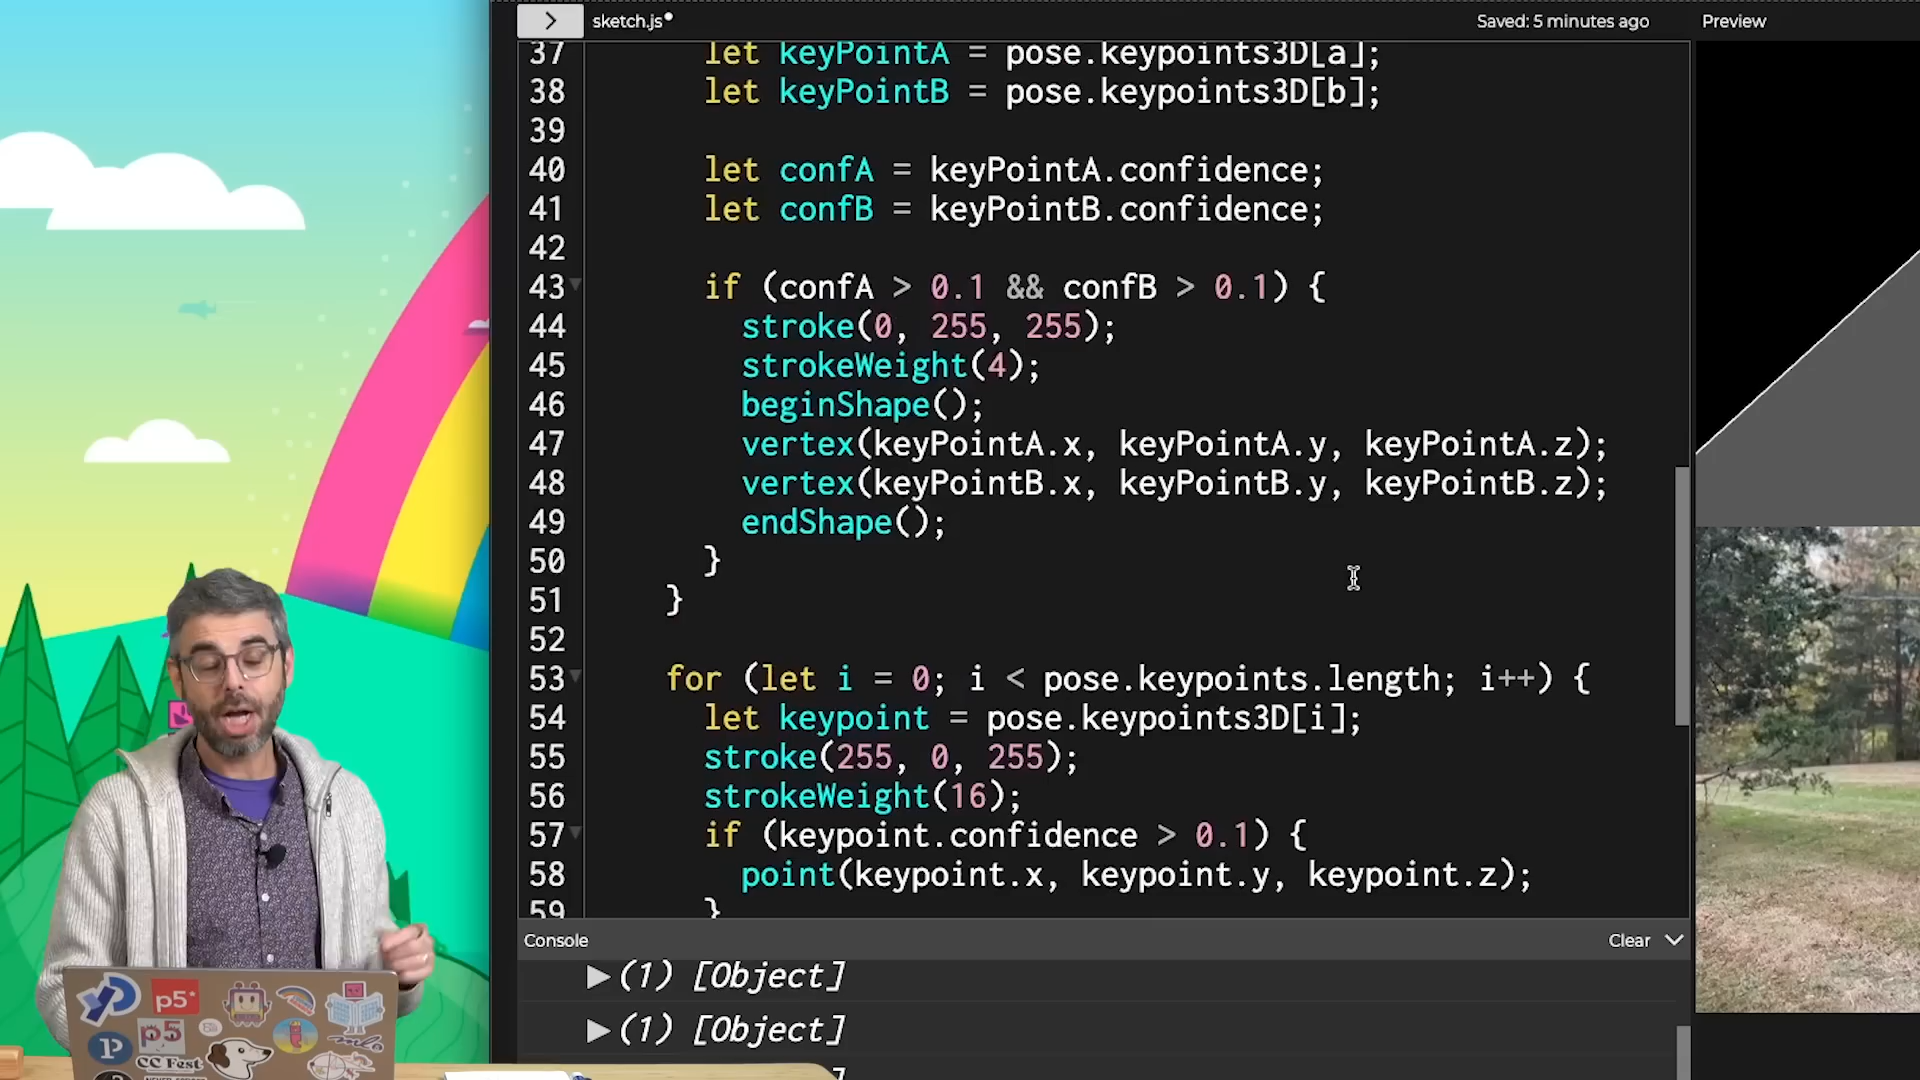 sketch.js
Saved: 5 minutes ago
Preview
37 let keyPointA = pose.keypoints3D[a];
38 let keyPointB = pose.keypoints3D[b];
39
40 let confA = keyPointA.confidence;
41 let confB = keyPointB.confidence;
42
43 if (confA > 0.1 && confB > 0.1) {
44 stroke(0, 255, 255);
45 strokeWeight(4);
46 beginShape();
47 vertex(keyPointA.x, keyPointA.y, keyPointA.z);
48 vertex(keyPointB.x, keyPointB.y, keyPointB.z);
49 endShape();
50 }
51 }
52
53 for (let i = 0; i < pose.keypoints.length; i++) {
54 let keypoint = pose.keypoints3D[i];
55 stroke(255, 0, 255);
56 strokeWeight(16);
57 if (keypoint.confidence > 0.1) {
58 point(keypoint.x, keypoint.y, keypoint.z);
59 }
Console
Clear
(1) [Object]
(1) [Object]
p5*
p5
P
CC Fest